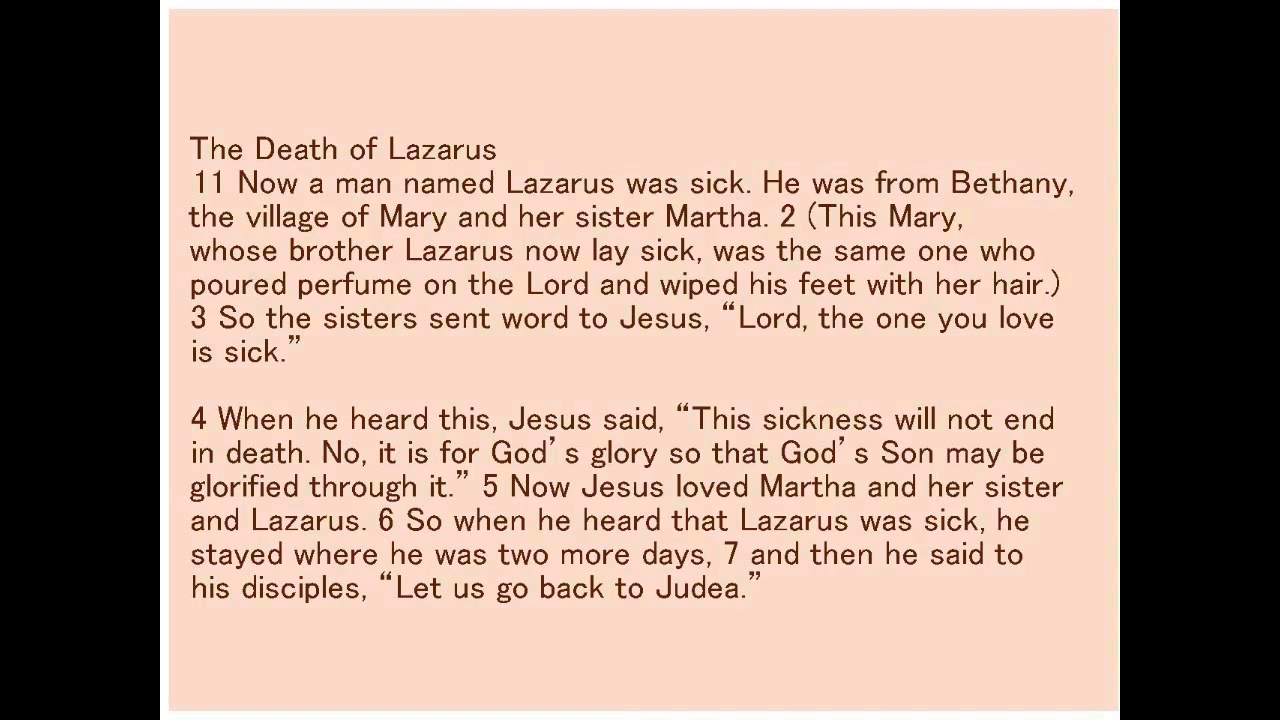 The Death of Lazarus
11 Now a man named Lazarus was sick. He was from Bethany,
the village of Mary and her sister Martha. 2 (This Mary,
whose brother Lazarus now lay sick, was the same one who
poured perfume on the Lord and wiped his feet with her hair.)
3 So the sisters sent word to Jesus, “Lord, the one you love
is sick.”
4 When he heard this, Jesus said, “This sickness will not end
in death. No, it is for God’s glory so that God’s Son may be
glorified through it.” 5 Now Jesus loved Martha and her sister
and Lazarus. 6 So when he heard that Lazarus was sick, he
stayed where he was two more days, 7 and then he said to
his disciples, “Let us go back to Judea.”